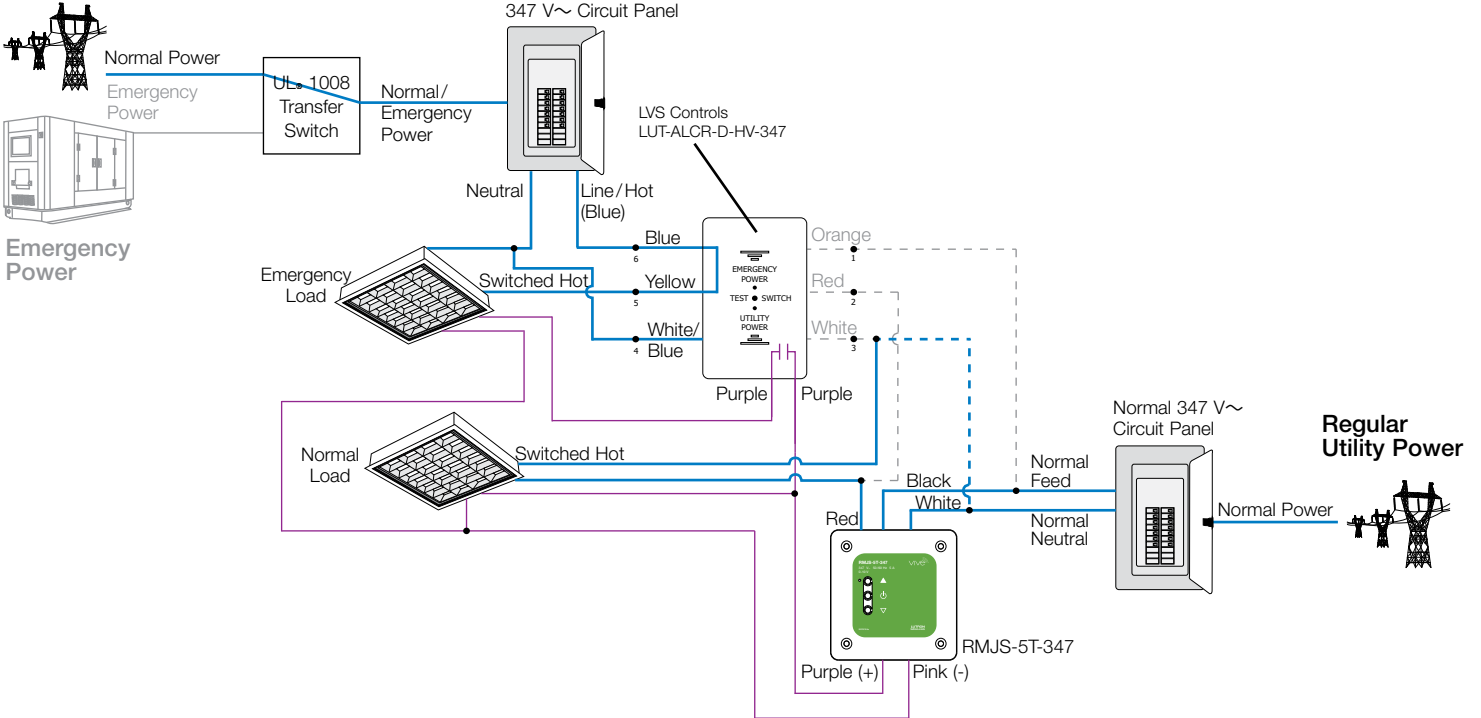 347 V~ Circuit Panel
Normal Power
Emergency
Power
UL® 1008
Transfer
Switch
Normal/
Emergency
Power
LVS Controls
LUT-ALCR-D-HV-347
Neutral
Line/Hot
(Blue)
Emergency
Power
Emergency
Load
Switched Hot
Blue
6
Yellow
5
White/
Blue
4
EMERGENCY
POWER
TEST SWITCH
UTILITY
POWER
Orange
1
Red
2
White
3
Purple
Purple
Normal
Load
Switched Hot
Normal 347 V~
Circuit Panel
Regular
Utility Power
Black
Normal
Feed
White
Red
Normal
Neutral
Normal Power
RMJS-5T-347
vive
RMJS-5T-347
Purple (+)
Pink (-)